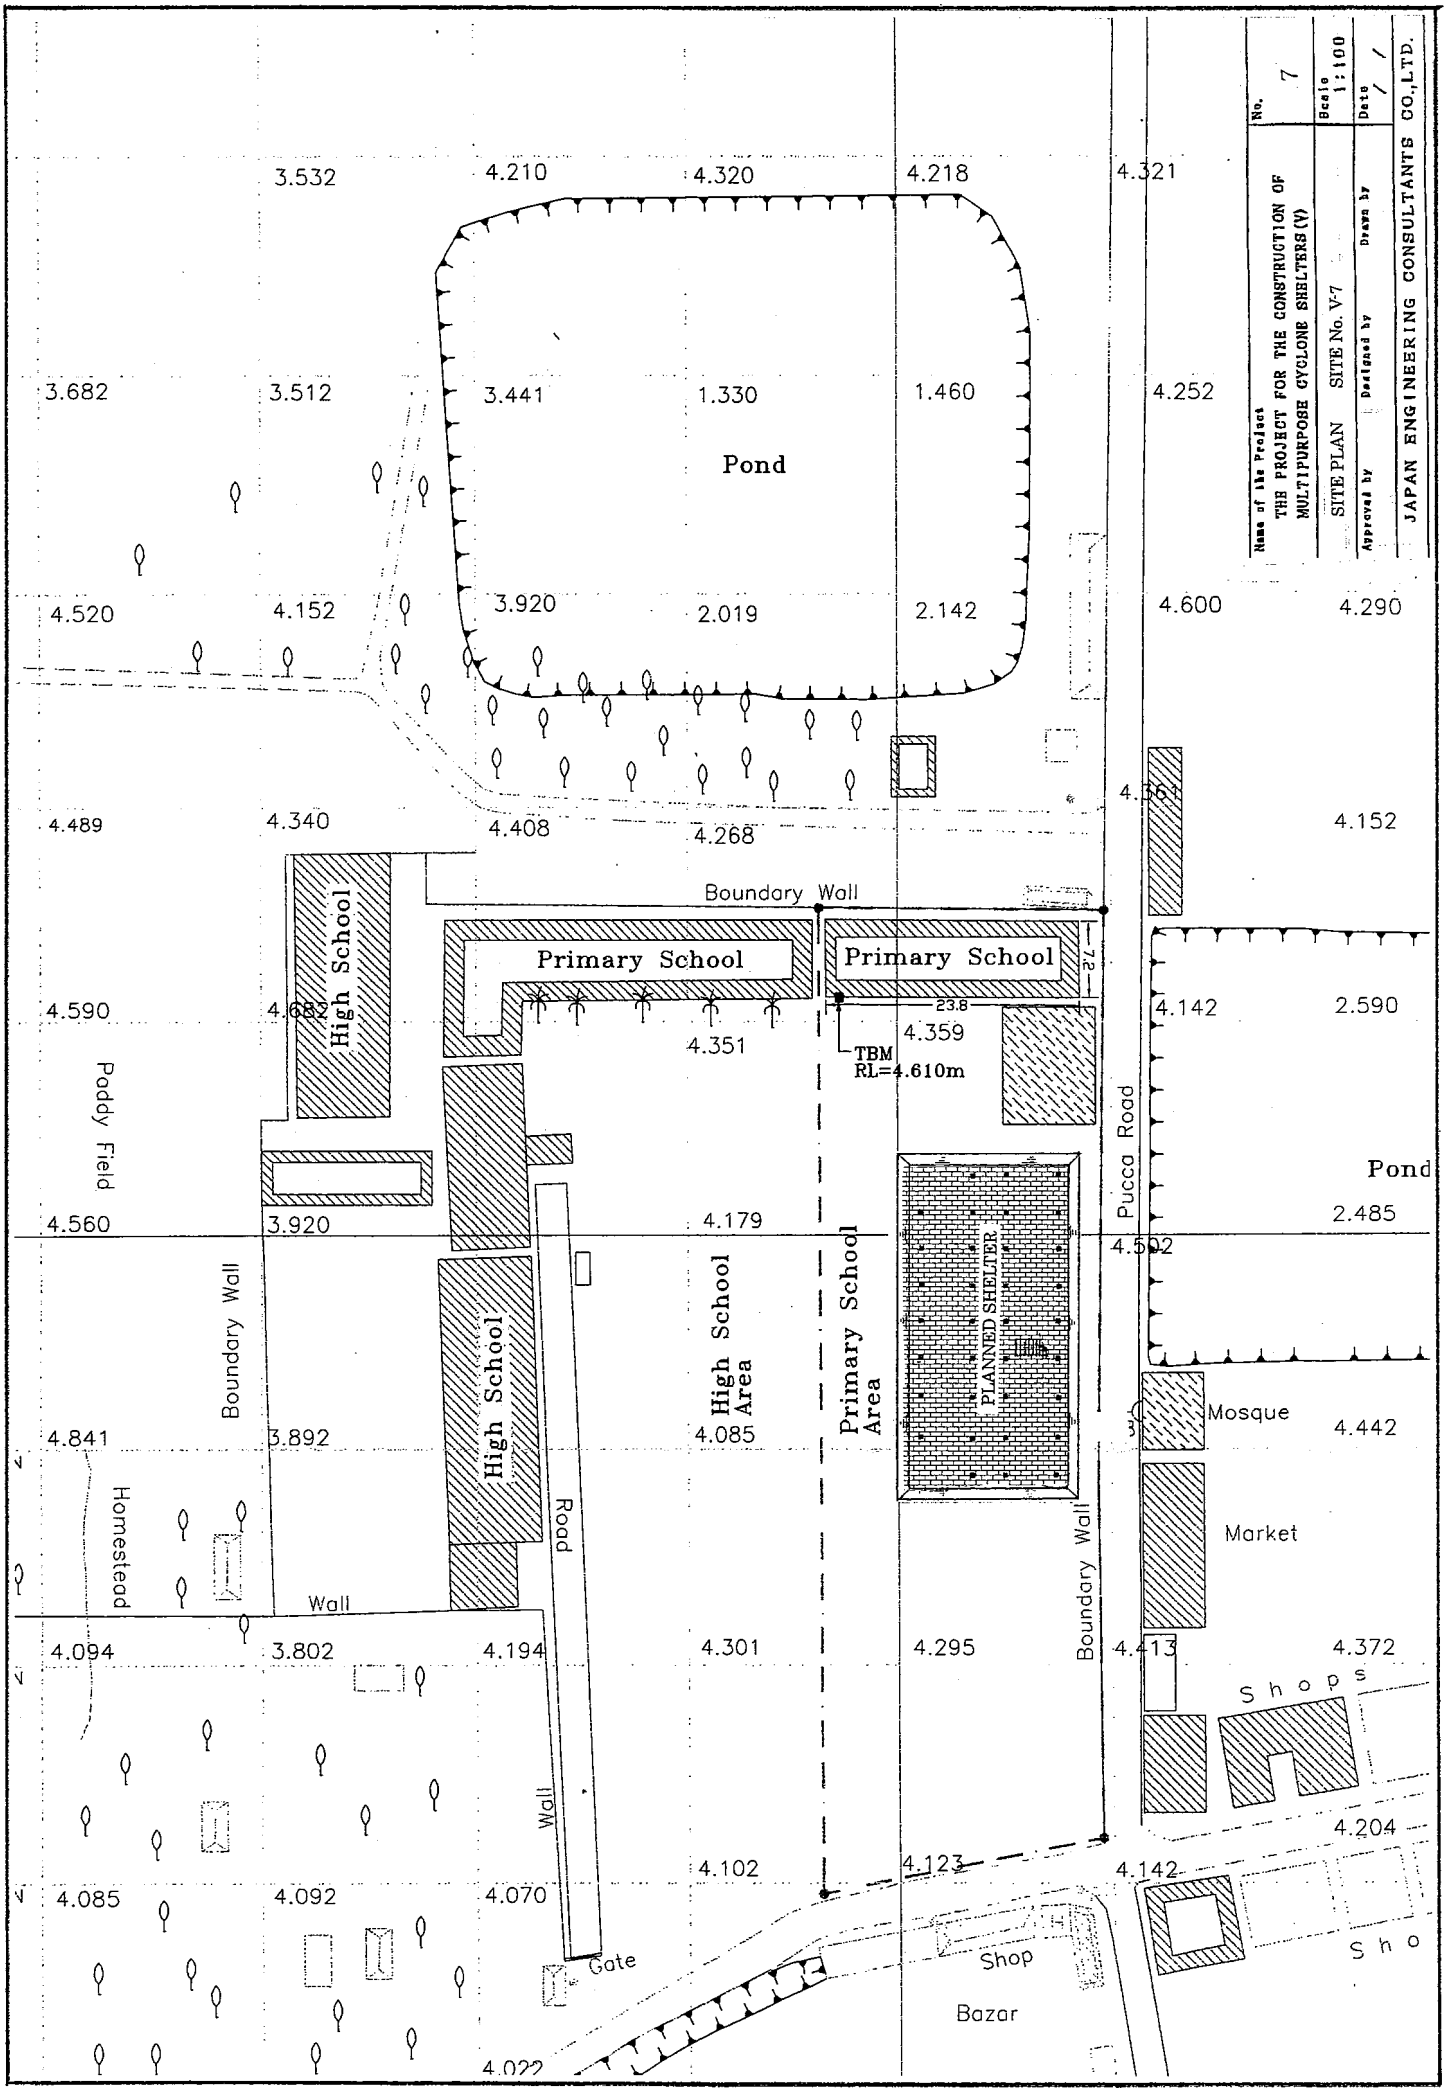 No.
7
Name of the Project
THE PROJECT FOR THE CONSTRUCTION OF
MULTIPURPOSE CYCLONE SHELTERS (V)
Scale
1:100
SITE PLAN SITE No. V-7
Date
/ /
Approved by Designed by Drawn by
JAPAN ENGINEERING CONSULTANTS CO.,LTD.
3.532 4.210 4.320 4.218 4.321
3.682 3.512 3.441 1.330 1.460 4.252
Pond
4.520 4.152 3.920 2.019 2.142 4.600 4.290
4.489 4.340 4.408 4.268 4.361 4.152
Boundary Wall
High School
Primary School
Primary School
7.2
23.8
4.590 4.682 4.351 4.359 4.142 2.590
TBM
RL=4.610m
Paddy Field
Pucca Road
Pond
4.560 3.920 4.179 4.502 2.485
Boundary Wall
High School
High School
Area
Primary School
Area
PLANNED SHELTER
Mosque
4.841 3.892 4.085 4.442
Homestead
Road
Boundary Wall
Market
Wall
4.094 3.802 4.194 4.301 4.295 4.413 4.372
Shops
Wall
4.204
4.085 4.092 4.070 4.102 4.123 4.142
Gate
Shop
Sho
Bazar
4.022